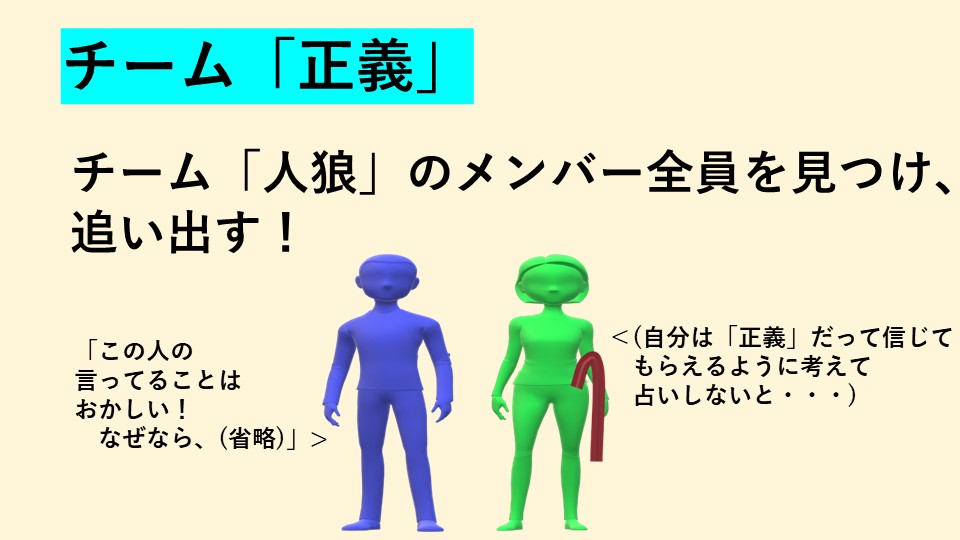 チーム「正義」
チーム「人狼」のメンバー全員を見つけ、
追い出す！
「この人の
言ってることは
おかしい！
なぜなら、(省略)」>
<(自分は「正義」だって信じて
もらえるように考えて
占いしないと・・・)